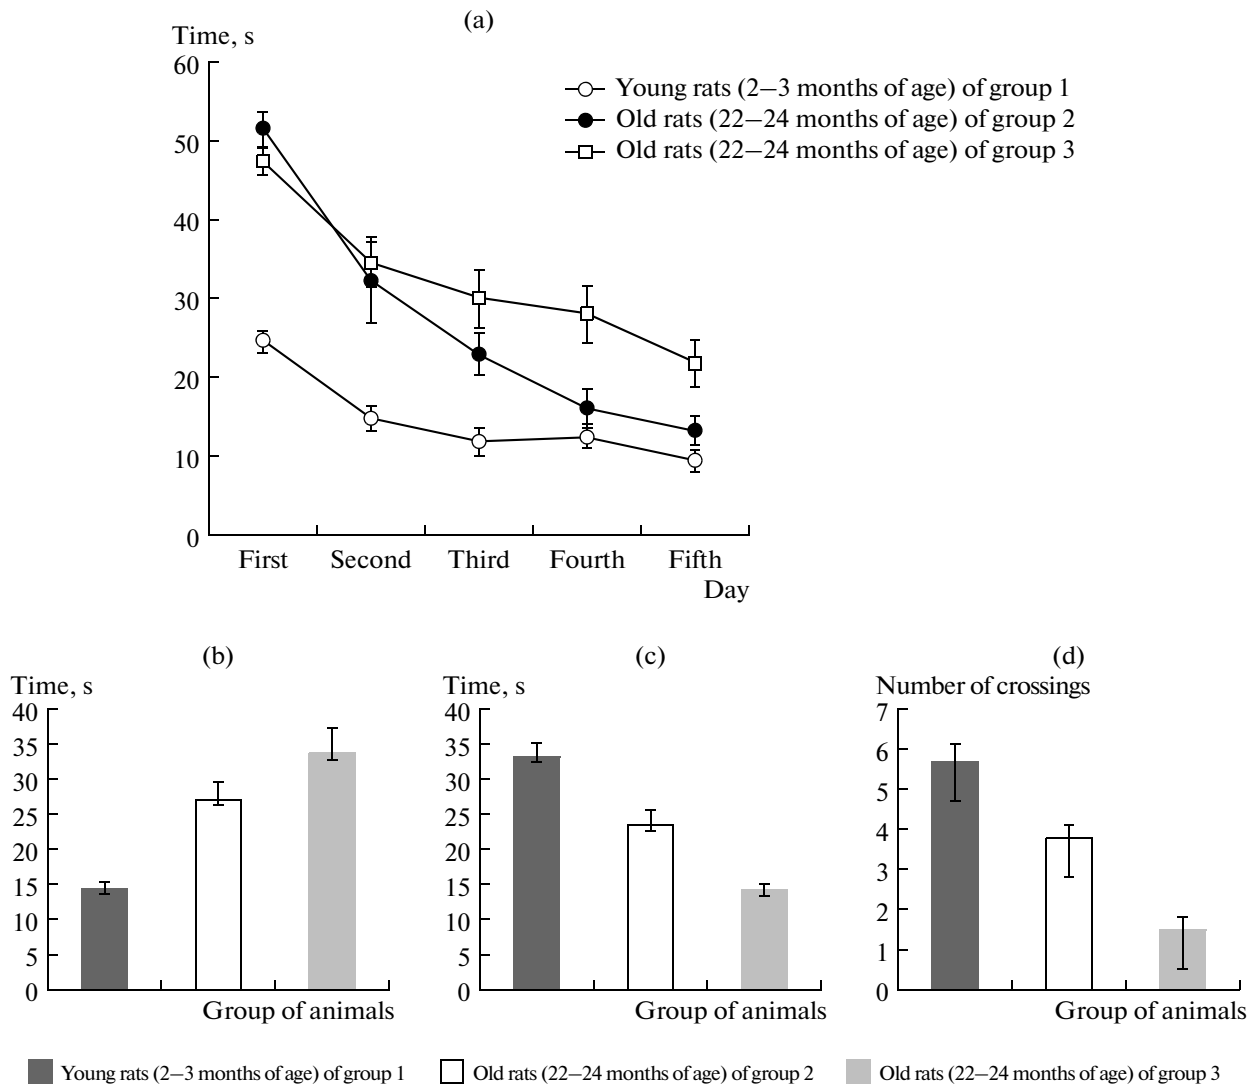 (a)
Time, s
60
50
40
30
20
10
0
Young rats (2–3 months of age) of group 1
Old rats (22–24 months of age) of group 2
Old rats (22–24 months of age) of group 3
First Second Third Fourth Fifth
Day
(b)
Time, s
40
35
30
25
20
15
10
5
0
Group of animals
(c)
Time, s
40
35
30
25
20
15
10
5
0
Group of animals
(d)
Number of crossings
7
6
5
4
3
2
1
0
Group of animals
Young rats (2–3 months of age) of group 1
Old rats (22–24 months of age) of group 2
Old rats (22–24 months of age) of group 3